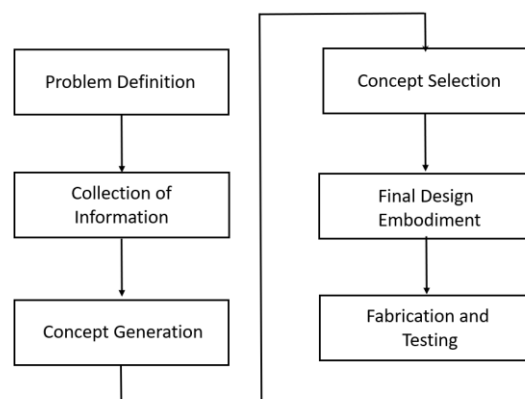 Problem Definition
Collection of
Information
Concept Generation
Concept Selection
Final Design
Embodiment
Fabrication and
Testing